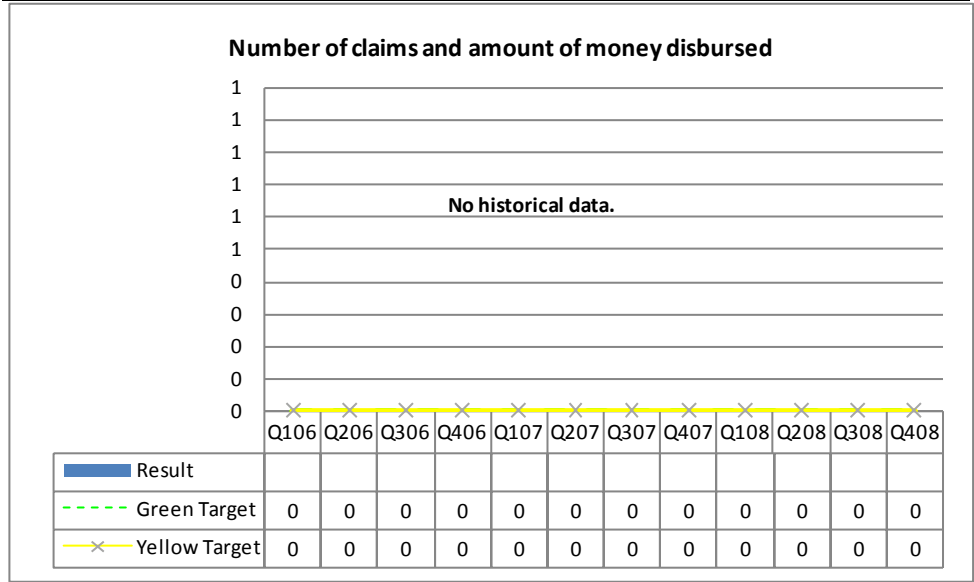 Number of claims and amount of money disbursed
1
1
1
1
1
1
0
0
0
0
0
No historical data.
Q106 Q206 Q306 Q406 Q107 Q207 Q307 Q407 Q108 Q208 Q308 Q408
Result
Green Target 0 0 0 0 0 0 0 0 0 0 0 0
Yellow Target 0 0 0 0 0 0 0 0 0 0 0 0